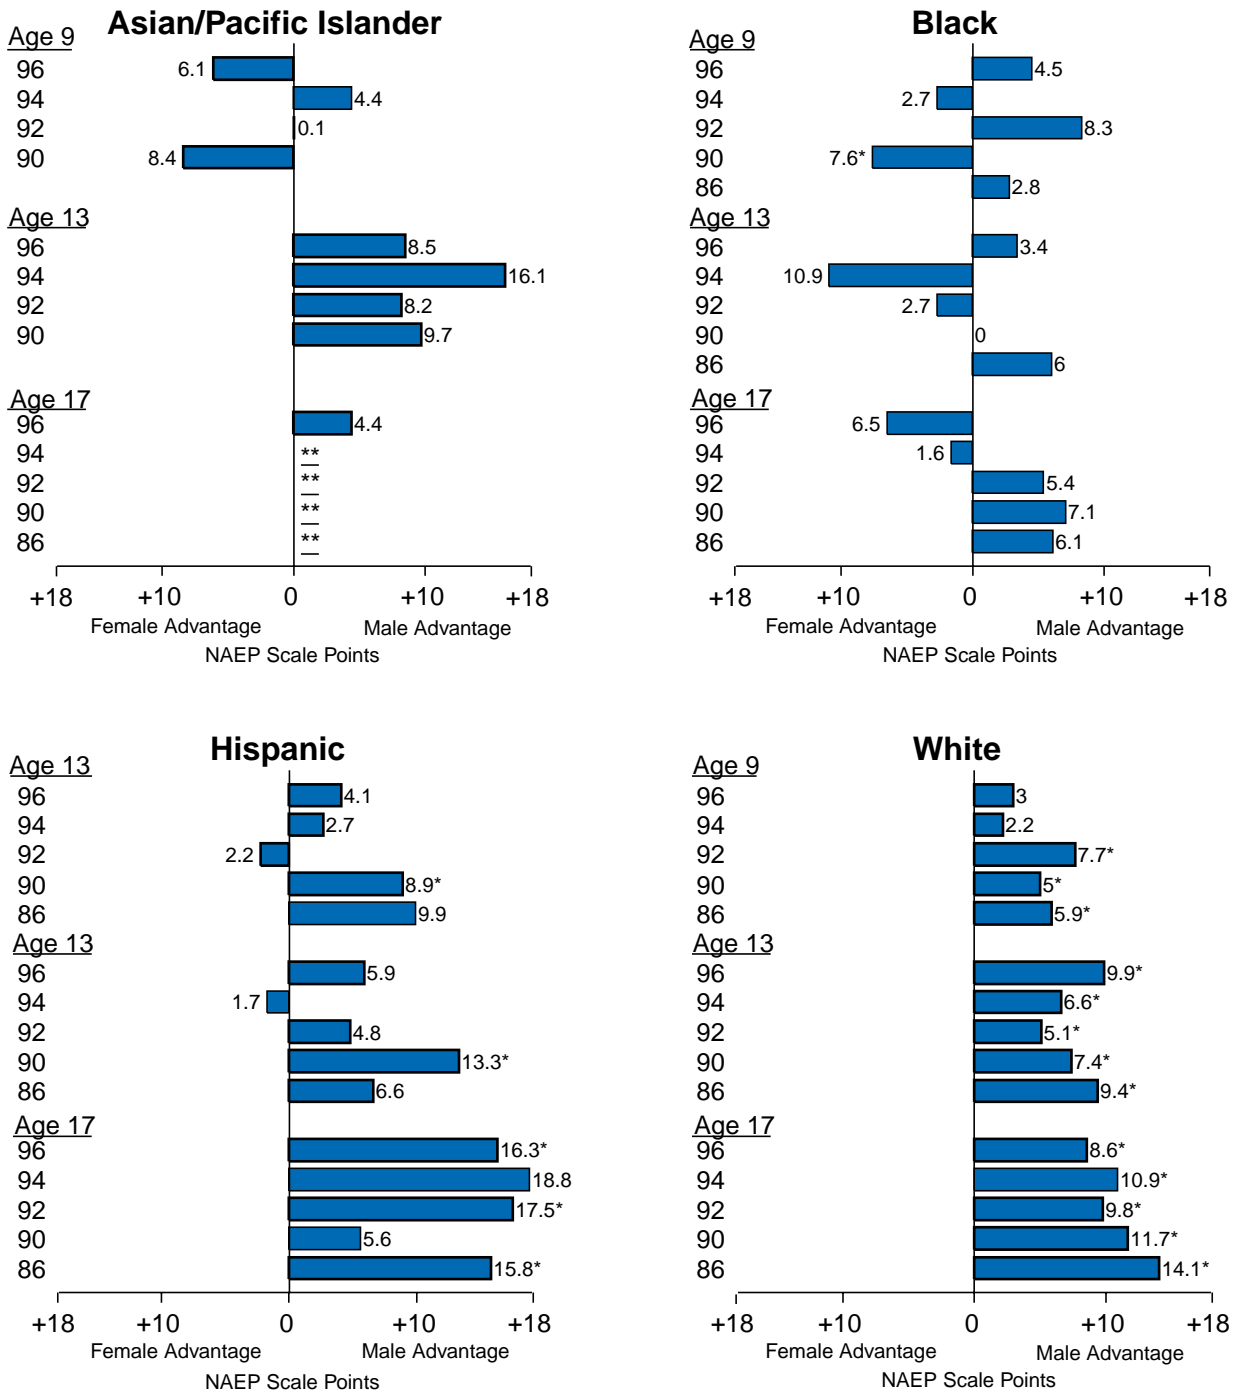 Asian/Pacific Islander
Age 9
96 6.1
94 4.4
92 0.1
90 8.4
Age 13
96 8.5
94 16.1
92 8.2
90 9.7
Age 17
96 4.4
94 **
92 **
90 **
86 **
+18 +10 0 +10 +18
Female Advantage Male Advantage
NAEP Scale Points
Black
Age 9
96 4.5
94 2.7
92 8.3
90 7.6*
86 2.8
Age 13
96 3.4
94 10.9
92 2.7
90 0
86 6
Age 17
96 6.5
94 1.6
92 5.4
90 7.1
86 6.1
+18 +10 0 +10 +18
Female Advantage Male Advantage
NAEP Scale Points
Hispanic
Age 13
96 4.1
94 2.7
92 2.2
90 8.9*
86 9.9
Age 13
96 5.9
94 1.7
92 4.8
90 13.3*
86 6.6
Age 17
96 16.3*
94 18.8
92 17.5*
90 5.6
86 15.8*
+18 +10 0 +10 +18
Female Advantage Male Advantage
NAEP Scale Points
White
Age 9
96 3
94 2.2
92 7.7*
90 5*
86 5.9*
Age 13
96 9.9*
94 6.6*
92 5.1*
90 7.4*
86 9.4*
Age 17
96 8.6*
94 10.9*
92 9.8*
90 11.7*
86 14.1*
+18 +10 0 +10 +18
Female Advantage Male Advantage
NAEP Scale Points